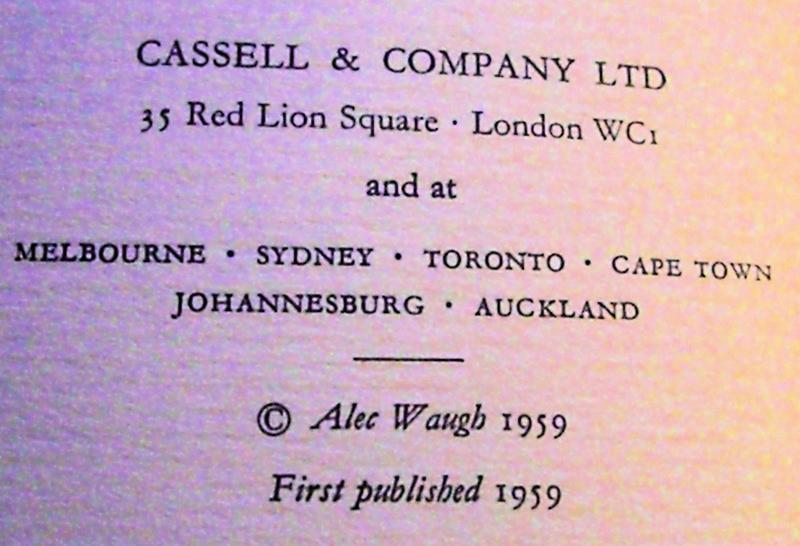 CASSELL & COMPANY LTD
35 Red Lion Square · London WC1
and at
MELBOURNE · SYDNEY · TORONTO · CAPE TOWN
JOHANNESBURG · AUCKLAND
© Alec Waugh 1959
First published 1959